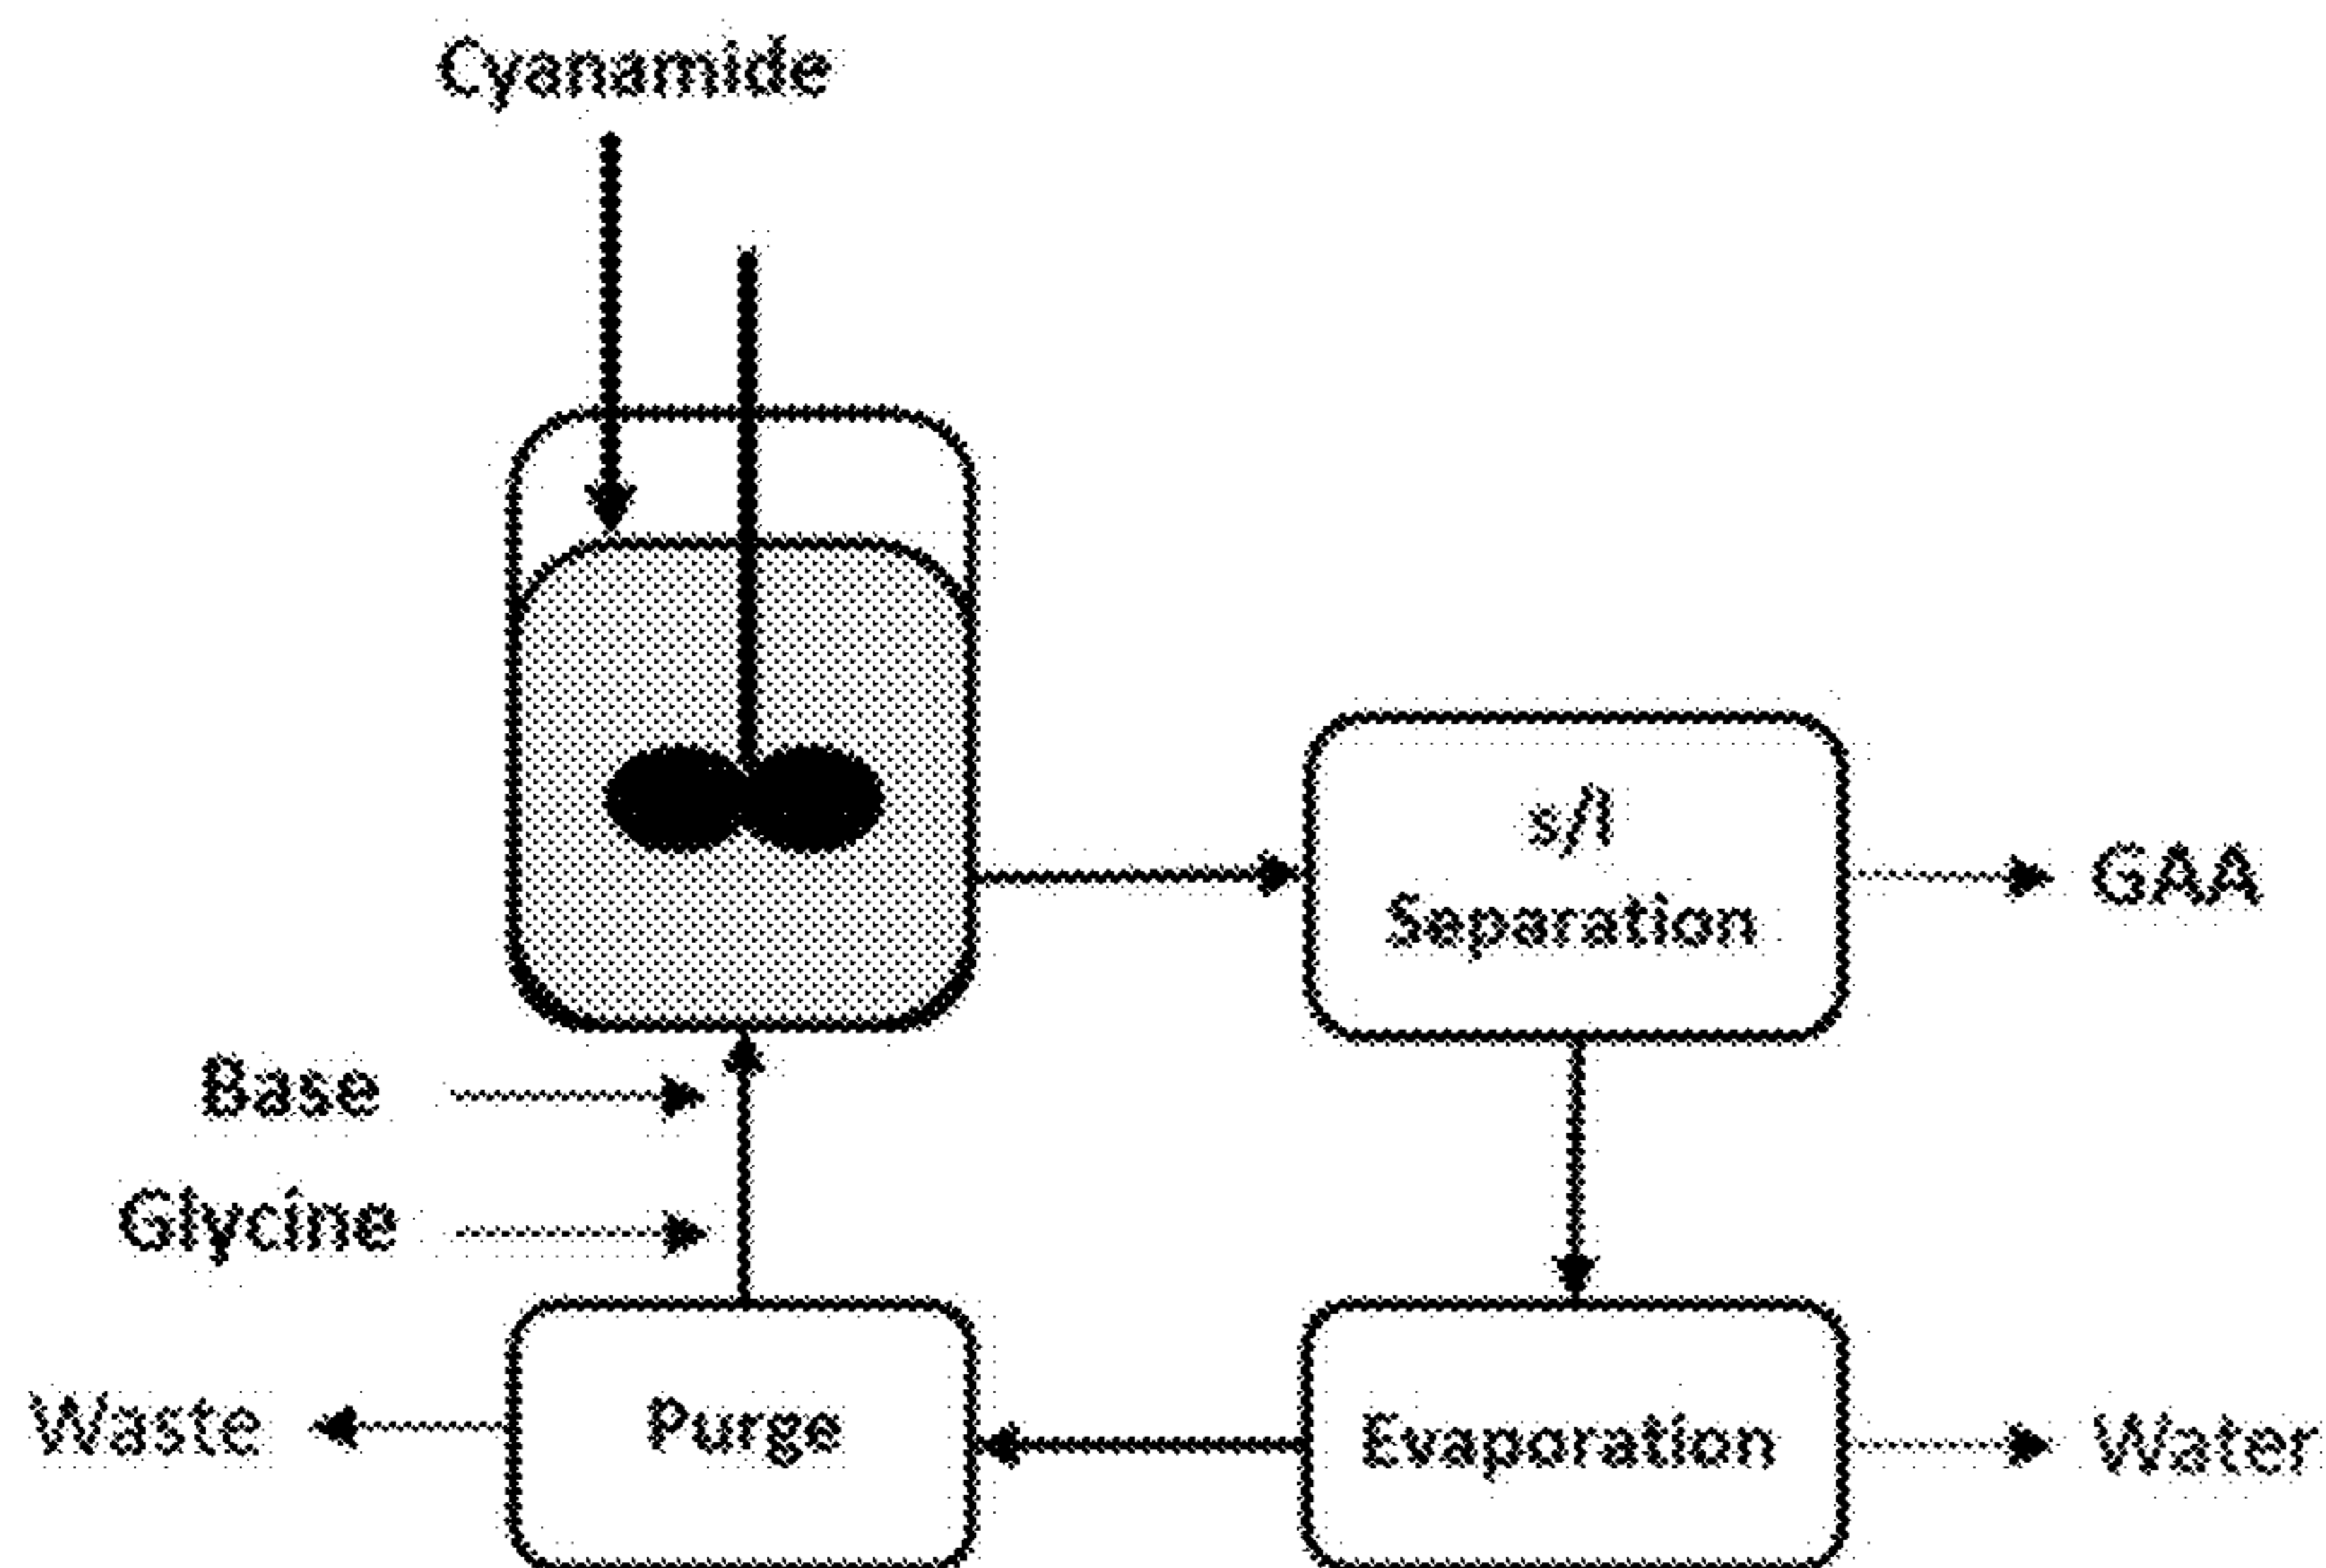 Cyanamide
s/l
Separation
GAA
Base
Glycine
Waste
Purge
Evaporation
Water